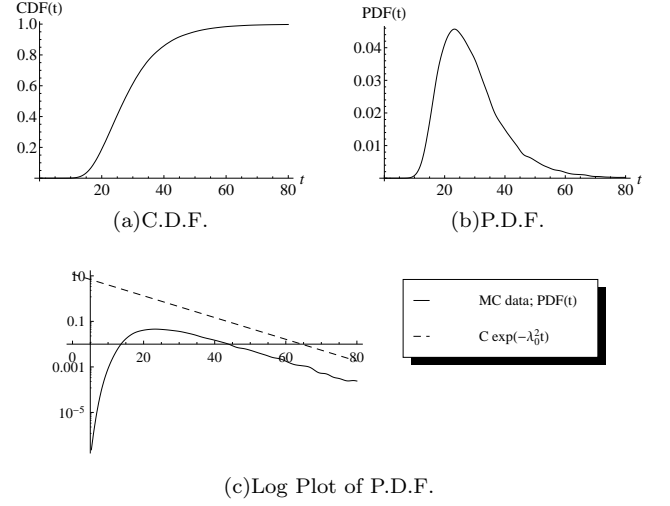 CDF(t)
1.0
0.8
0.6
0.4
0.2
20 40 60 80 t
(a)C.D.F.
PDF(t)
0.04
0.03
0.02
0.01
20 40 60 80 t
(b)P.D.F.
10
0.1
0.001
10⁻⁵
0 20 40 60 80
MC data; PDF(t)
C exp(−λ₀²t)
(c)Log Plot of P.D.F.